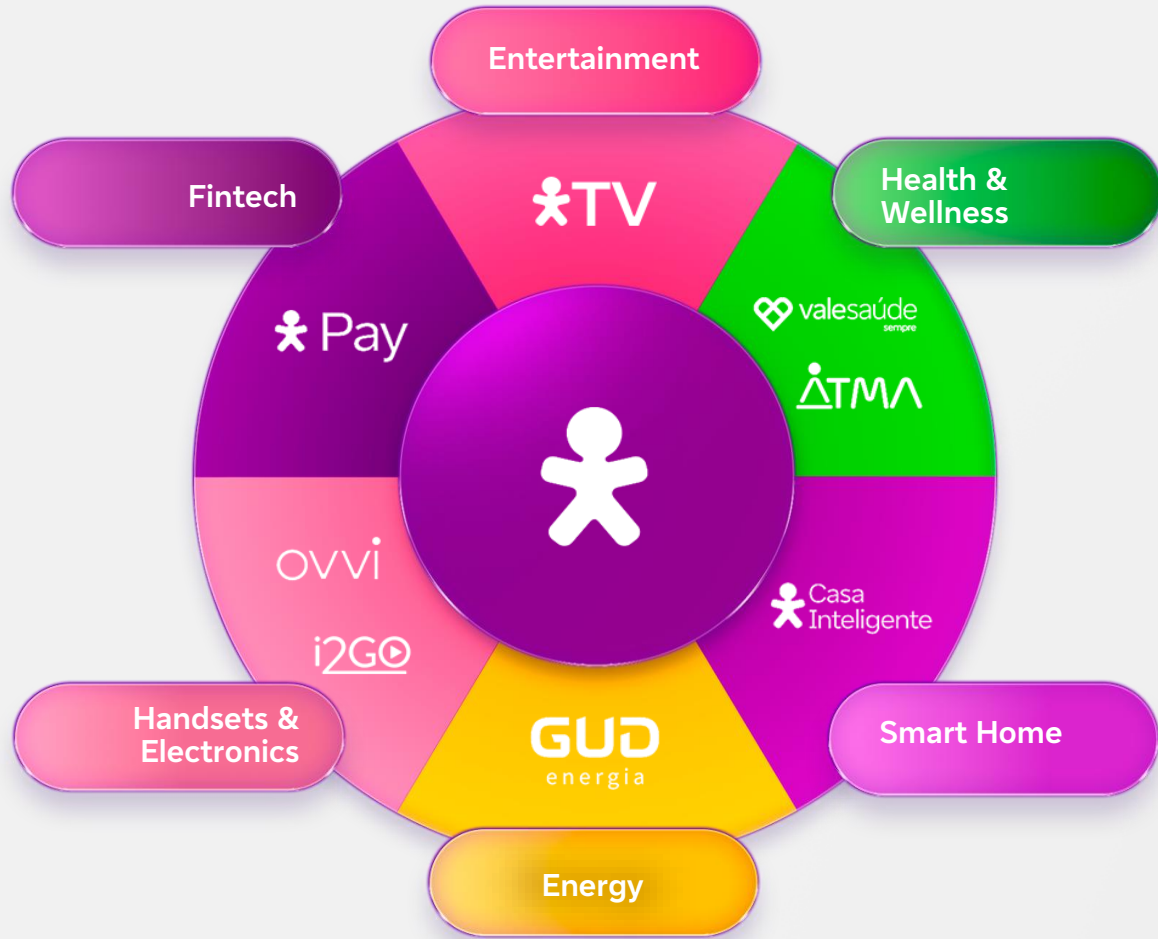 Entertainment
Fintech
Health &
Wellness
TV
Pay
valesaúde
sempre
ATMA
ovvi
i2GO
Casa
Inteligente
GUD
energia
Handsets &
Electronics
Smart Home
Energy